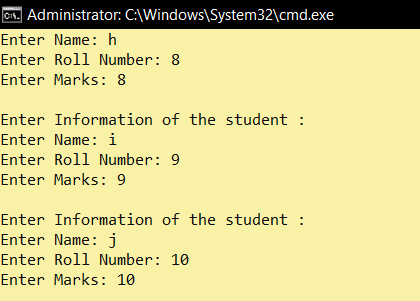 Administrator: C:\Windows\System32\cmd.exe
Enter Name: h
Enter Roll Number: 8
Enter Marks: 8
Enter Information of the student :
Enter Name: i
Enter Roll Number: 9
Enter Marks: 9
Enter Information of the student :
Enter Name: j
Enter Roll Number: 10
Enter Marks: 10